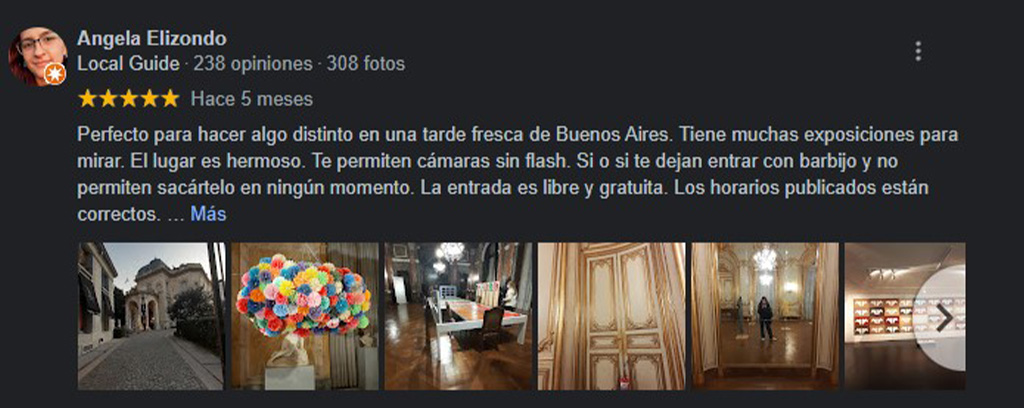 Angela Elizondo
Local Guide · 238 opiniones · 308 fotos
Hace 5 meses
Perfecto para hacer algo distinto en una tarde fresca de Buenos Aires. Tiene muchas exposiciones para
mirar. El lugar es hermoso. Te permiten cámaras sin flash. Si o si te dejan entrar con barbijo y no
permiten sacártelo en ningún momento. La entrada es libre y gratuita. Los horarios publicados están
correctos. … Más